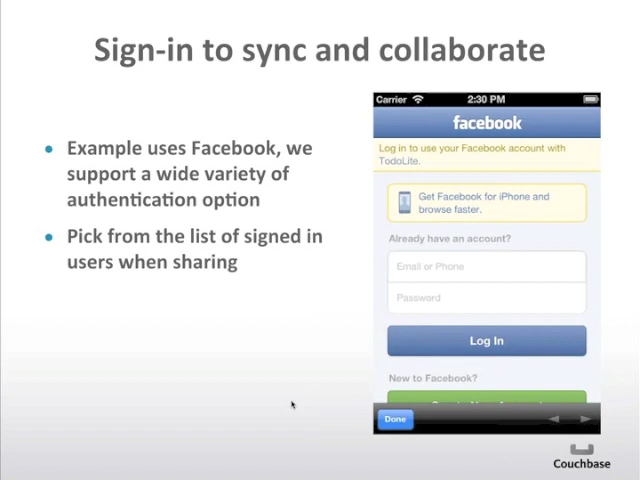 Sign-in to sync and collaborate
Example uses Facebook, we
support a wide variety of
authentication option
Pick from the list of signed in
users when sharing
Carrier 2:30 PM
facebook
Log in to use your Facebook account with
TodoLite.
Get Facebook for iPhone and
browse faster.
Already have an account?
Email or Phone
Password
Log In
New to Facebook?
Done
Couchbase